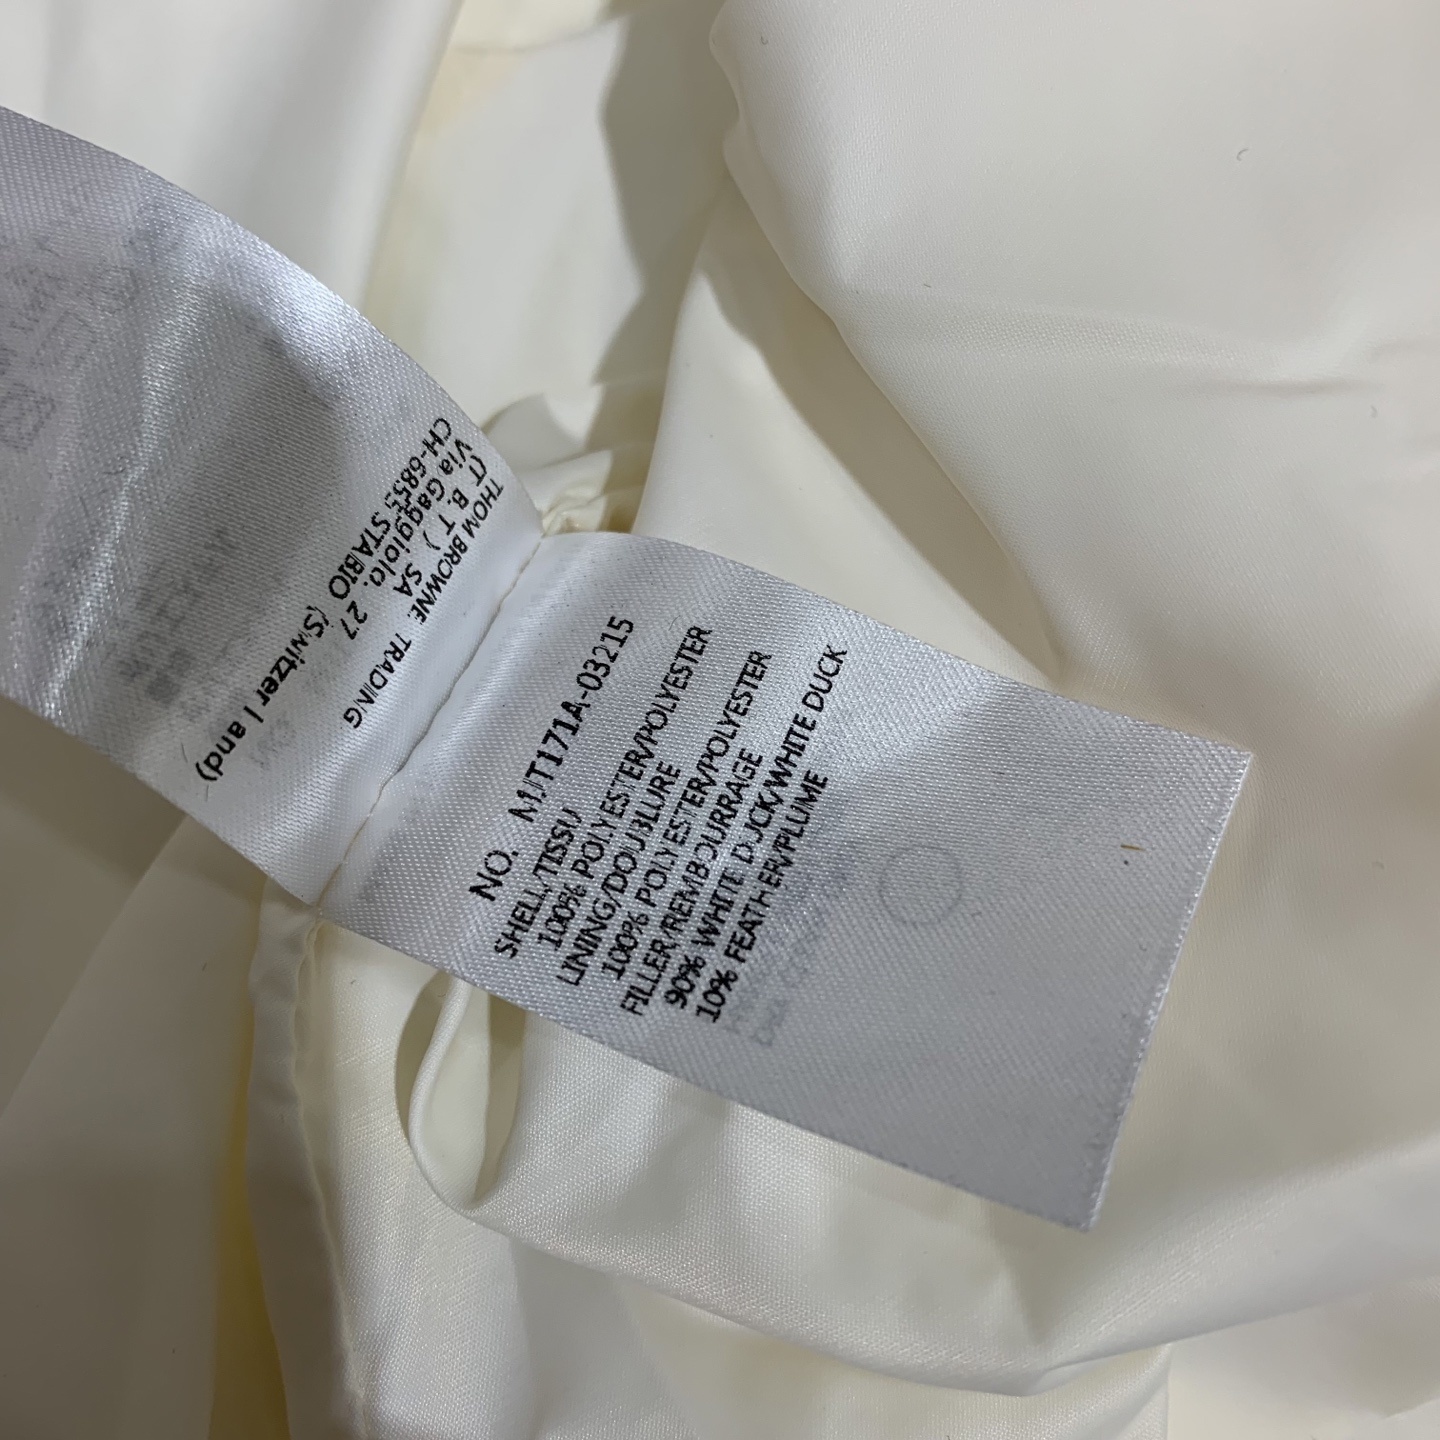 THOM BROWNE. TRADING
(T. B. T) . SA
Via Gaggiolo. 27
CH-6855 STABIO (Switzerland)
NO. MJT171A-03215
SHELL/TISSU
100% POLYESTER/POLYESTER
LINING/DOUBLURE
100% POLYESTER/POLYESTER
FILLER/REMBOURRAGE
90% WHITE DUCK/WHITE DUCK
10% FEATHER/PLUME